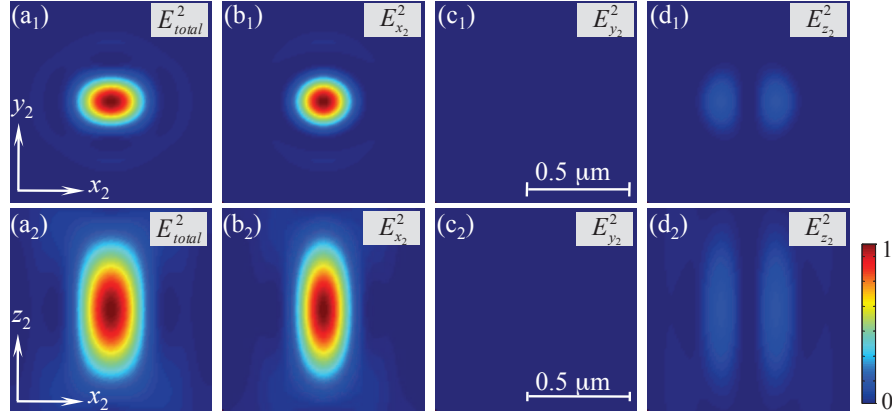 (a₁) E²ₜₒₜₐₗ (b₁) E²ₓ₂ (c₁) E²y₂ (d₁) E²z₂
y₂
x₂ 0.5 μm
(a₂) E²ₜₒₜₐₗ (b₂) E²ₓ₂ (c₂) E²y₂ (d₂) E²z₂
1
z₂
x₂ 0.5 μm
0